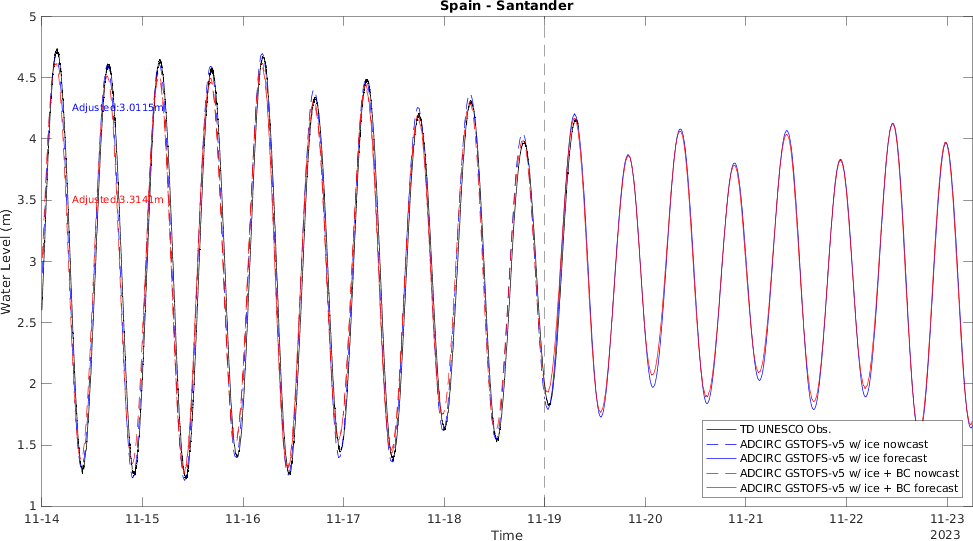 Spain - Santander
5
4.5
4
3.5
3
2.5
2
1.5
1
Water Level (m)
Adjusted:3.0115m
Adjusted:3.3141m
TD UNESCO Obs.
ADCIRC GSTOFS-v5 w/ ice nowcast
ADCIRC GSTOFS-v5 w/ ice forecast
ADCIRC GSTOFS-v5 w/ ice + BC nowcast
ADCIRC GSTOFS-v5 w/ ice + BC forecast
11-14 11-15 11-16 11-17 11-18 11-19 11-20 11-21 11-22 11-23
2023
Time